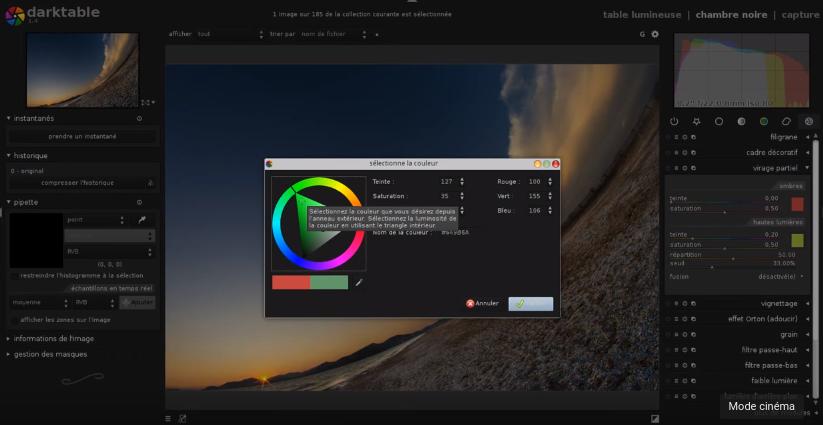 darktable
1.4
1 image sur 185 de la collection courante est sélectionnée
table lumineuse | chambre noire | capture
afficher tout trier par nom de fichier
G
instantanés
prendre un instantané
historique
0 - original
compresser l'historique
pipette
point
RVB
(0, 0, 0)
restreindre l'histogramme à la sélection
échantillons en temps réel
moyenne RVB Ajouter
afficher les zones sur l'image
informations de l'image
gestion des masques
sélectionne la couleur
Teinte : 127 Rouge : 100
Saturation : 35 Vert : 155
Bleu : 106
Sélectionnez la couleur que vous désirez depuis
l'anneau extérieur. Sélectionnez la luminosité de
la couleur en utilisant le triangle intérieur.
Nom de la couleur :
Annuler
filigrane
cadre décoratif
virage partiel
ombres
teinte 0,00
saturation 0,50
hautes lumières
teinte 0,20
saturation 0,50
répartition 50.00
seuil 33.00%
fusion désactivé(e)
vignettage
effet Orton (adoucir)
grain
filtre passe-haut
filtre passe-bas
faible lumière
Mode cinéma